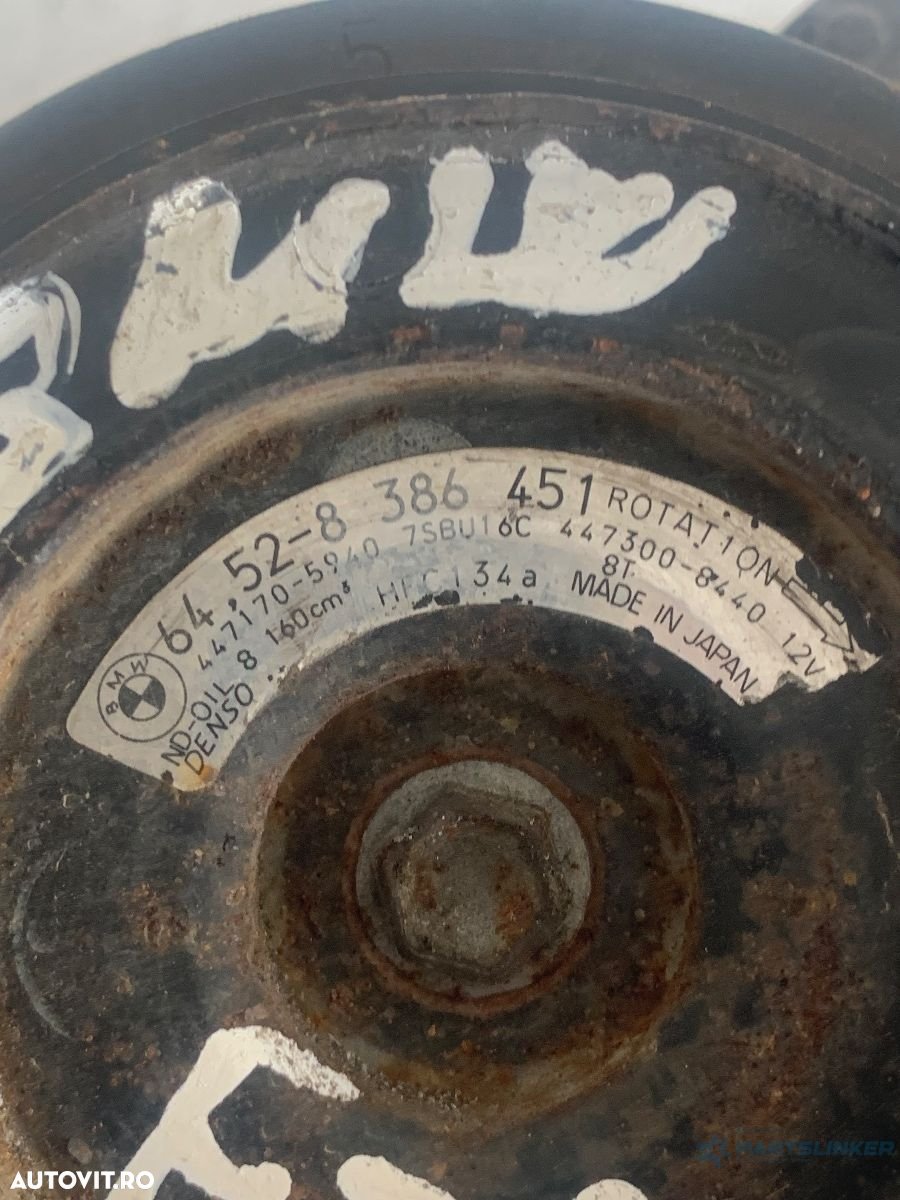 BMW
64.52-8 386 451 ROTATION
447170-5940 7SBU16C 447300-8440 12V
ND-OIL 8 160cm³ HFC134a 8T.
DENSO MADE IN JAPAN
PARTSLINKER
AUTOVIT.RO